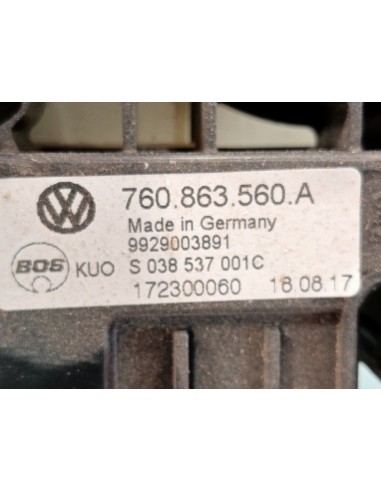 760.863.560.A
Made in Germany
9929003891
BOS KUO S 038 537 001C
172300060 18.08.17